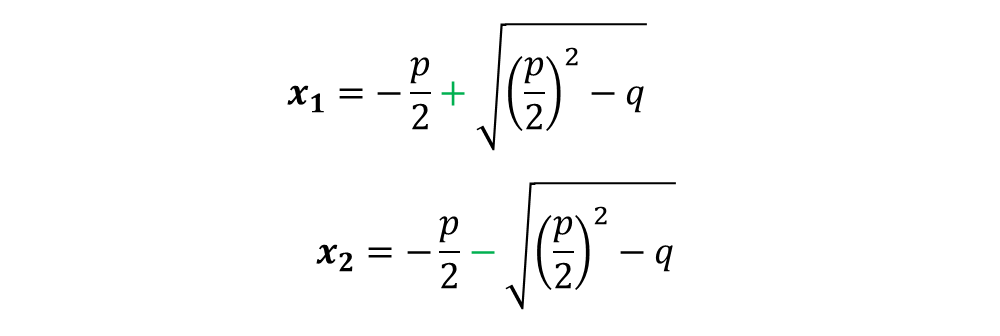 x₁ = − p/2 + √((p/2)² − q)
x₂ = − p/2 − √((p/2)² − q)